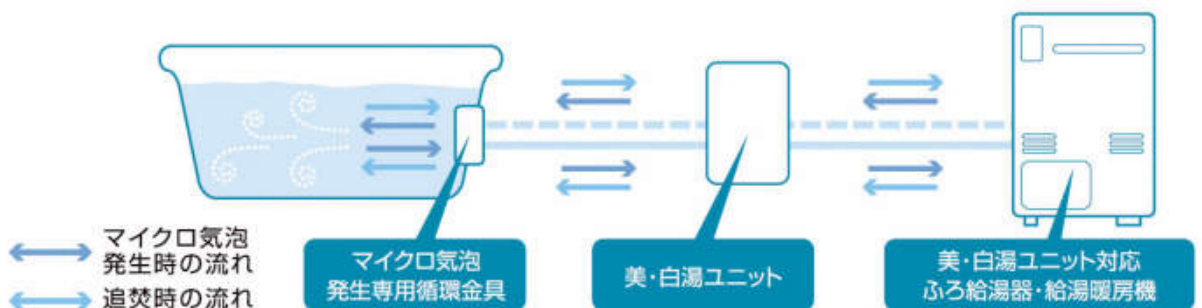 マイクロ気泡
発生時の流れ
追焚時の流れ
マイクロ気泡
発生専用循環金具
美・白湯ユニット
美・白湯ユニット対応
ふろ給湯器・給湯暖房機